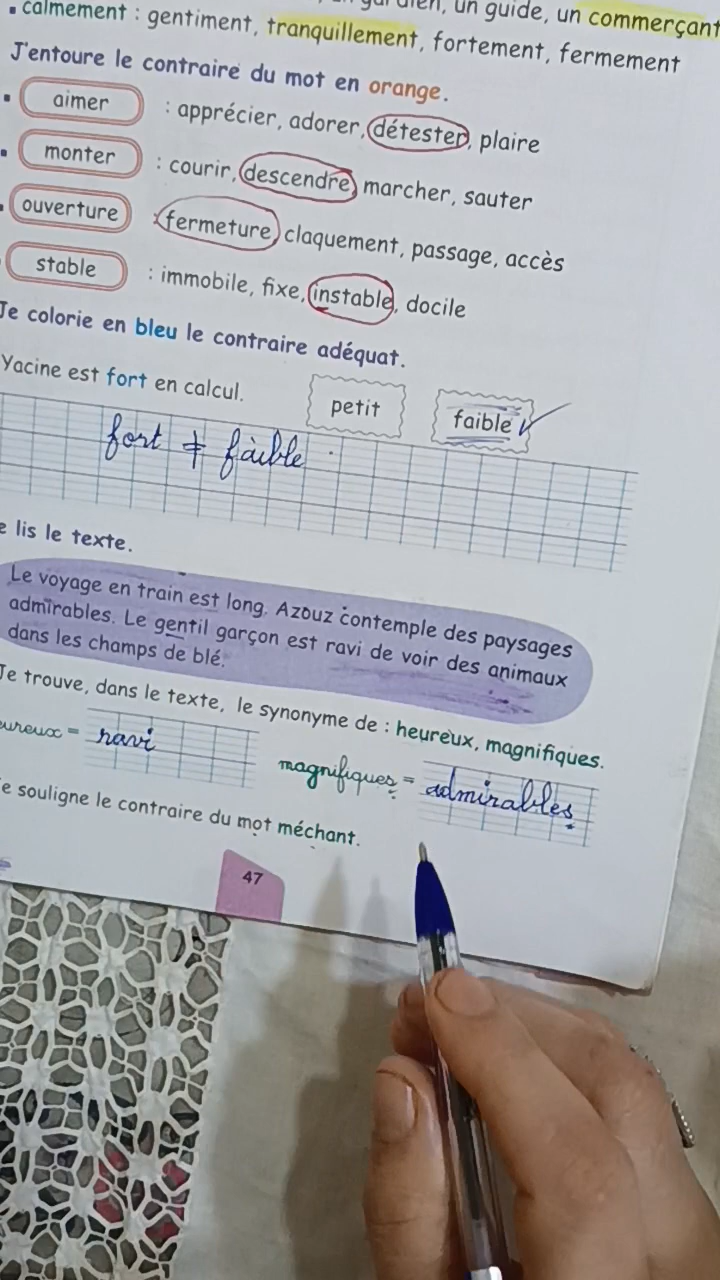 un guide, un commerçant
▪ calmement : gentiment, tranquillement, fortement, fermement
J'entoure le contraire du mot en orange.
▪ aimer : apprécier, adorer, détester, plaire
▪ monter : courir, descendre, marcher, sauter
▪ ouverture : fermeture, claquement, passage, accès
stable : immobile, fixe, instable, docile
Je colorie en bleu le contraire adéquat.
Yacine est fort en calcul. petit faible
fort ≠ faible
e lis le texte.
Le voyage en train est long. Azouz contemple des paysages
admirables. Le gentil garçon est ravi de voir des animaux
dans les champs de blé.
Je trouve, dans le texte, le synonyme de : heureux, magnifiques.
ureux = ravi magnifiques = admirables
e souligne le contraire du mot méchant.
47